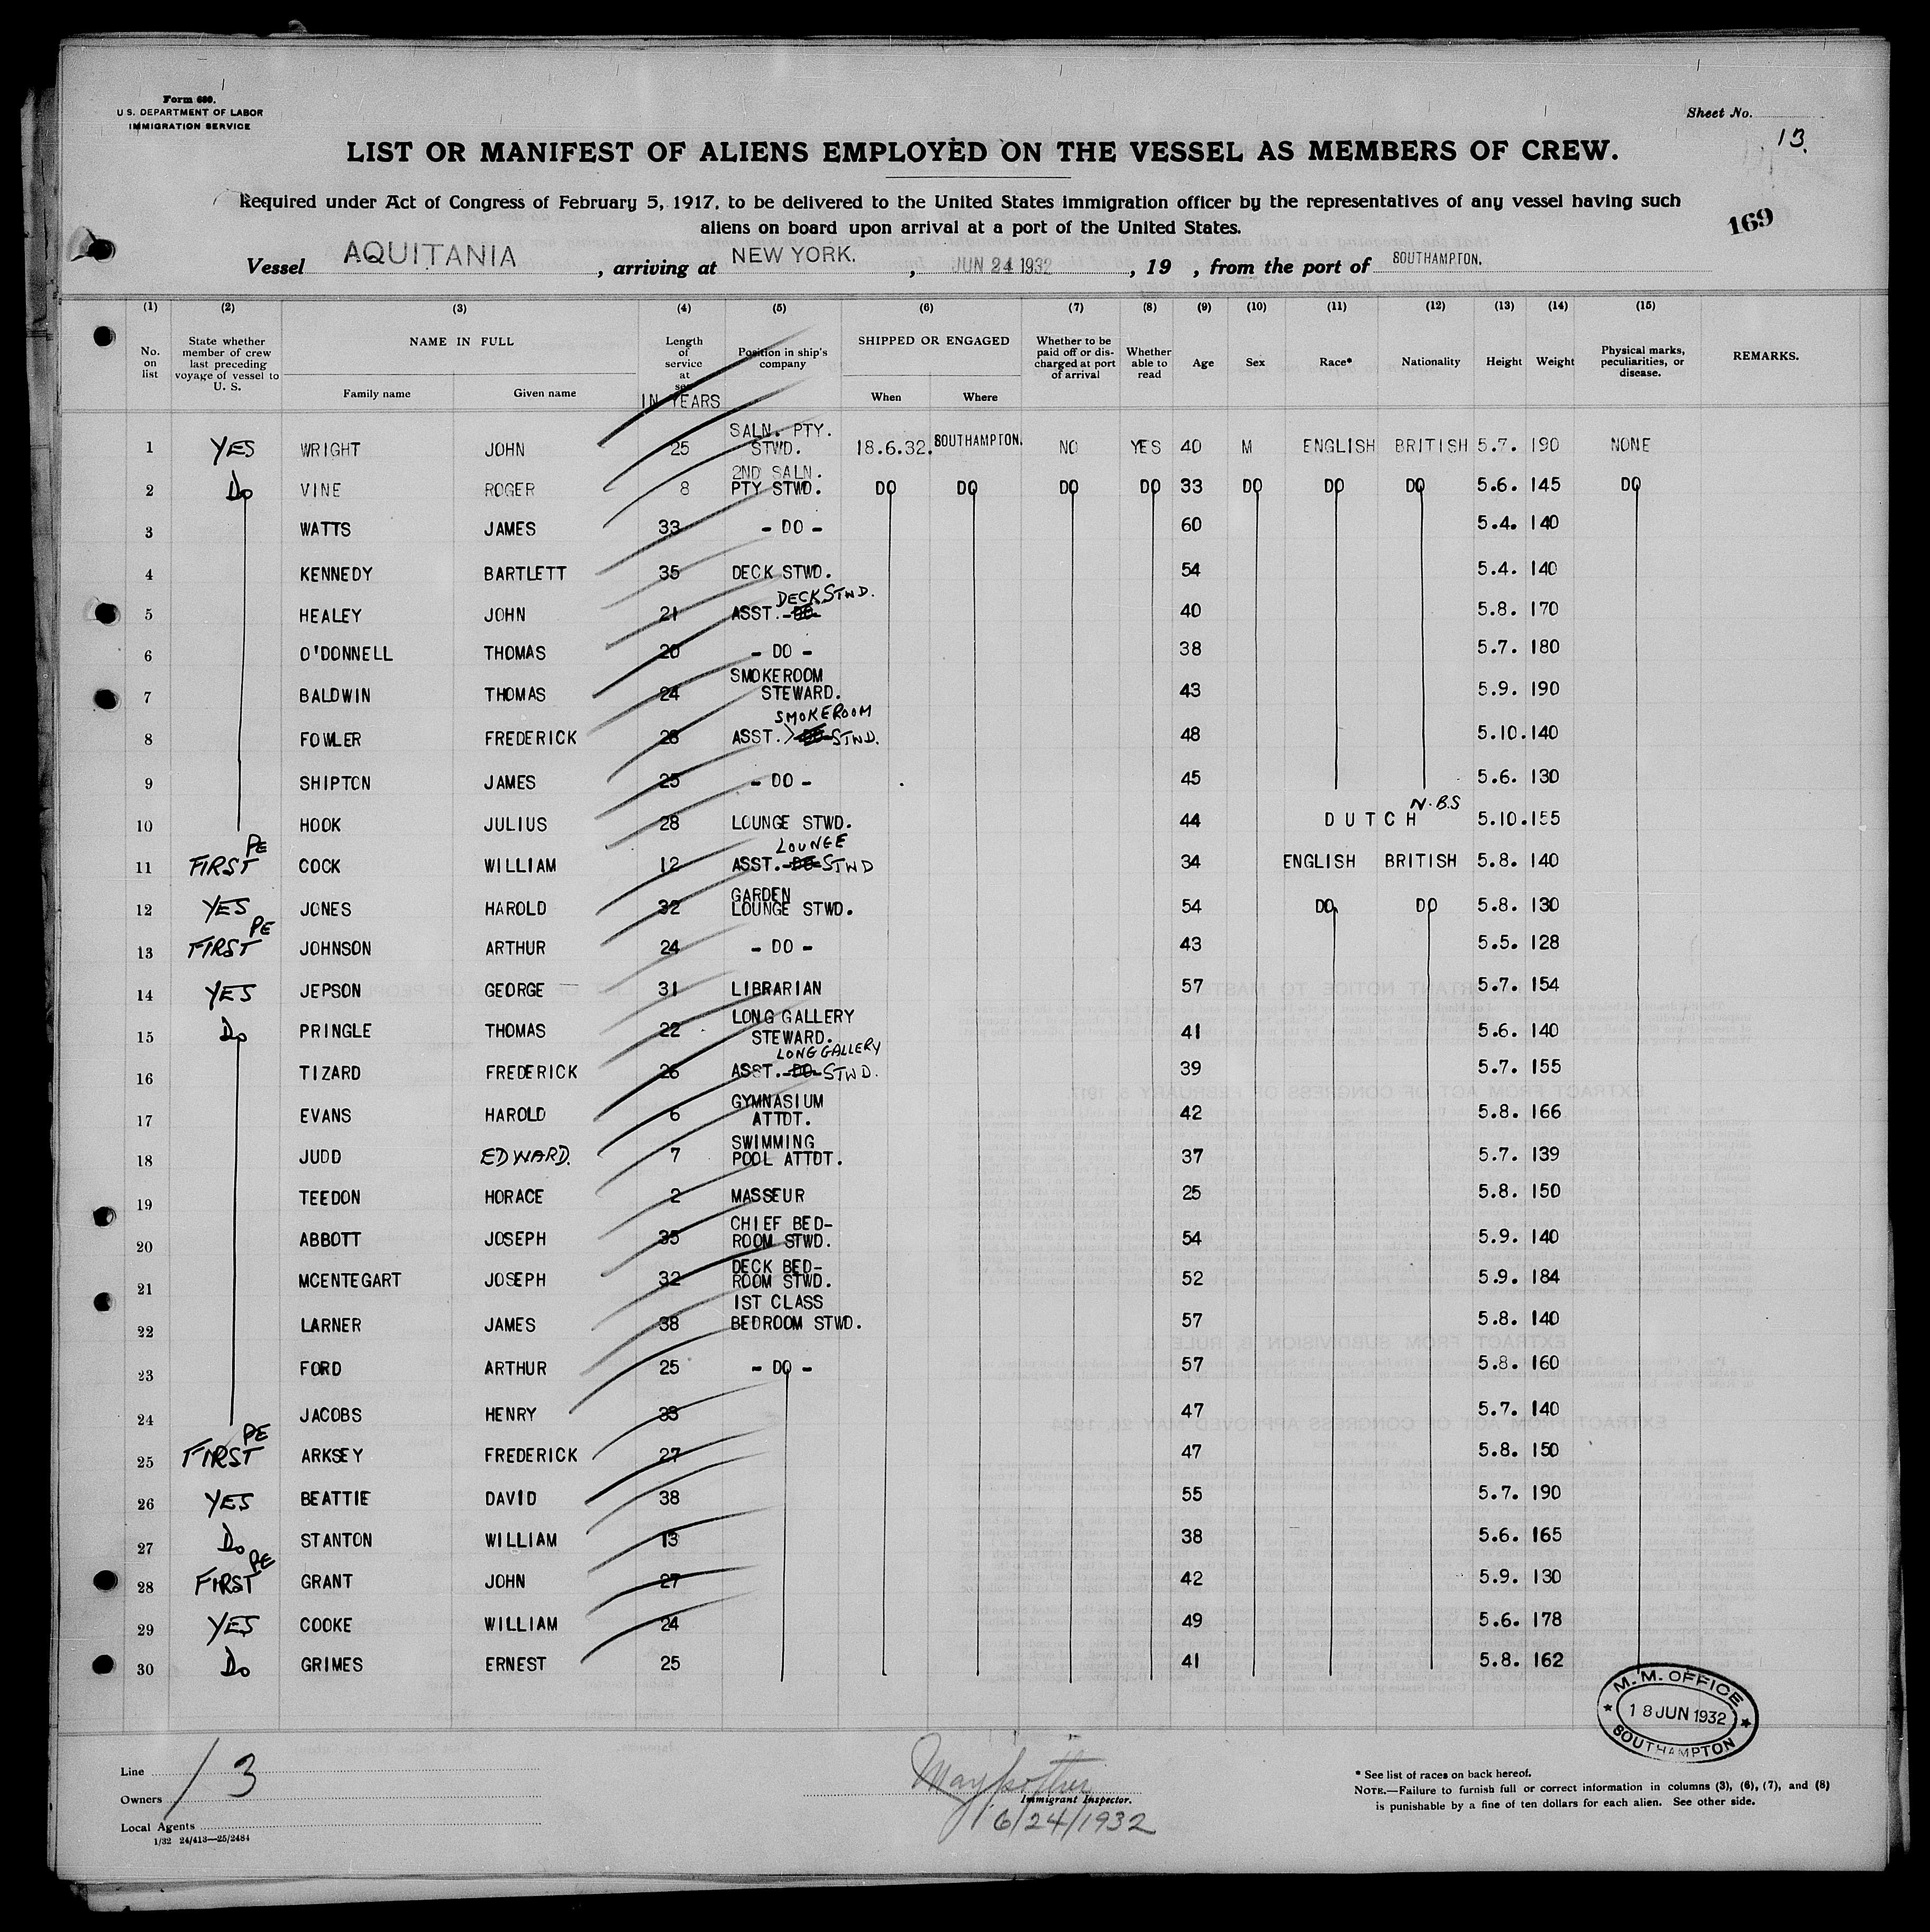 Form 680.
U.S. DEPARTMENT OF LABOR
IMMIGRATION SERVICE
Sheet No.
13.
LIST OR MANIFEST OF ALIENS EMPLOYED ON THE VESSEL AS MEMBERS OF CREW.
Required under Act of Congress of February 5, 1917, to be delivered to the United States immigration officer by the representatives of any vessel having such
aliens on board upon arrival at a port of the United States.
169
Vessel AQUITANIA, arriving at NEW YORK., JUN 24 1932, 19 , from the port of SOUTHAMPTON.
(1) (2) (3) (4) (5) (6) (7) (8) (9) (10) (11) (12) (13) (14) (15)
No. on list
State whether member of crew last preceding voyage of vessel to U. S.
NAME IN FULL
Family name Given name
Length of service at sea
IN YEARS
Position in ship's company
SHIPPED OR ENGAGED
When Where
Whether to be paid off or discharged at port of arrival
Whether able to read
Age Sex Race* Nationality Height Weight
Physical marks, peculiarities, or disease.
REMARKS.
1 YES WRIGHT JOHN 25 SALN. PTY. STWD. 18.6.32. SOUTHAMPTON. NO YES 40 M ENGLISH BRITISH 5.7. 190 NONE
2 Do VINE ROGER 8 2ND SALN. PTY STWD. DO DO DO DO 33 DO DO DO 5.6. 145 DO
3 WATTS JAMES 33 - DO - 60 5.4. 140
4 KENNEDY BARTLETT 35 DECK STWD. 54 5.4. 140
5 HEALEY JOHN 21 ASST. -DO- DECK STWD. 40 5.8. 170
6 O'DONNELL THOMAS 20 - DO - 38 5.7. 180
7 BALDWIN THOMAS 24 SMOKEROOM STEWARD. 43 5.9. 190
8 FOWLER FREDERICK 28 ASST. SMOKEROOM STWD. 48 5.10. 140
9 SHIPTON JAMES 25 - DO - 45 5.6. 130
10 HOOK JULIUS 28 LOUNGE STWD. 44 DUTCH N.B.S 5.10. 155
11 FIRST PE COCK WILLIAM 12 ASST. -DO- LOUNGE STWD 34 ENGLISH BRITISH 5.8. 140
12 YES JONES HAROLD 32 GARDEN LOUNGE STWD. 54 DO DO 5.8. 130
13 FIRST PE JOHNSON ARTHUR 24 - DO - 43 5.5. 128
14 YES JEPSON GEORGE 31 LIBRARIAN 57 5.7. 154
15 Do PRINGLE THOMAS 22 LONG GALLERY STEWARD. 41 5.6. 140
16 TIZARD FREDERICK 26 ASST. -DO- LONG GALLERY STWD. 39 5.7. 155
17 EVANS HAROLD 6 GYMNASIUM ATTDT. 42 5.8. 166
18 JUDD EDWARD. 7 SWIMMING POOL ATTDT. 37 5.7. 139
19 TEEDON HORACE 2 MASSEUR 25 5.8. 150
20 ABBOTT JOSEPH 35 CHIEF BED-ROOM STWD. 54 5.9. 140
21 MCENTEGART JOSEPH 32 DECK BED-ROOM STWD. 52 5.9. 184
22 LARNER JAMES 38 1ST CLASS BEDROOM STWD. 57 5.8. 140
23 FORD ARTHUR 25 - DO - 57 5.8. 160
24 JACOBS HENRY 33 47 5.7. 140
25 FIRST PE ARKSEY FREDERICK 27 47 5.8. 150
26 YES BEATTIE DAVID 38 55 5.7. 190
27 Do STANTON WILLIAM 13 38 5.6. 165
28 FIRST PE GRANT JOHN 27 42 5.9. 130
29 YES COOKE WILLIAM 24 49 5.6. 178
30 Do GRIMES ERNEST 25 41 5.8. 162
M. M. OFFICE
18 JUN 1932
SOUTHAMPTON
Line
Owners
Local Agents
13
1/32 24/413—25/2484
Immigrant Inspector.
6/24/1932
* See list of races on back hereof.
NOTE.—Failure to furnish full or correct information in columns (3), (6), (7), and (8)
is punishable by a fine of ten dollars for each alien. See other side.